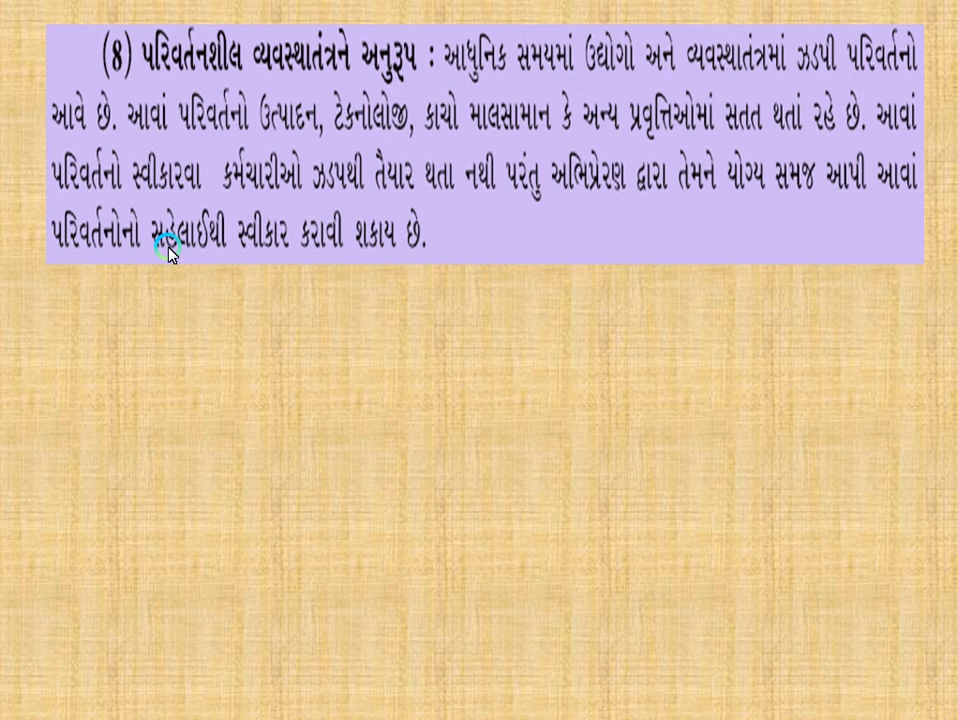 (8) પરિવર્તનશીલ વ્યવસ્થાતંત્રને અનુરૂપ : આધુનિક સમયમાં ઉદ્યોગો અને વ્યવસ્થાતંત્રમાં ઝડપી પરિવર્તનો
આવે છે. આવાં પરિવર્તનો ઉત્પાદન, ટેકનોલોજી, કાચો માલસામાન કે અન્ય પ્રવૃત્તિઓમાં સતત થતાં રહે છે. આવાં
પરિવર્તનો સ્વીકારવા કર્મચારીઓ ઝડપથી તૈયાર થતા નથી પરંતુ અભિપ્રેરણ દ્વારા તેમને યોગ્ય સમજ આપી આવાં
પરિવર્તનોનો સહેલાઈથી સ્વીકાર કરાવી શકાય છે.